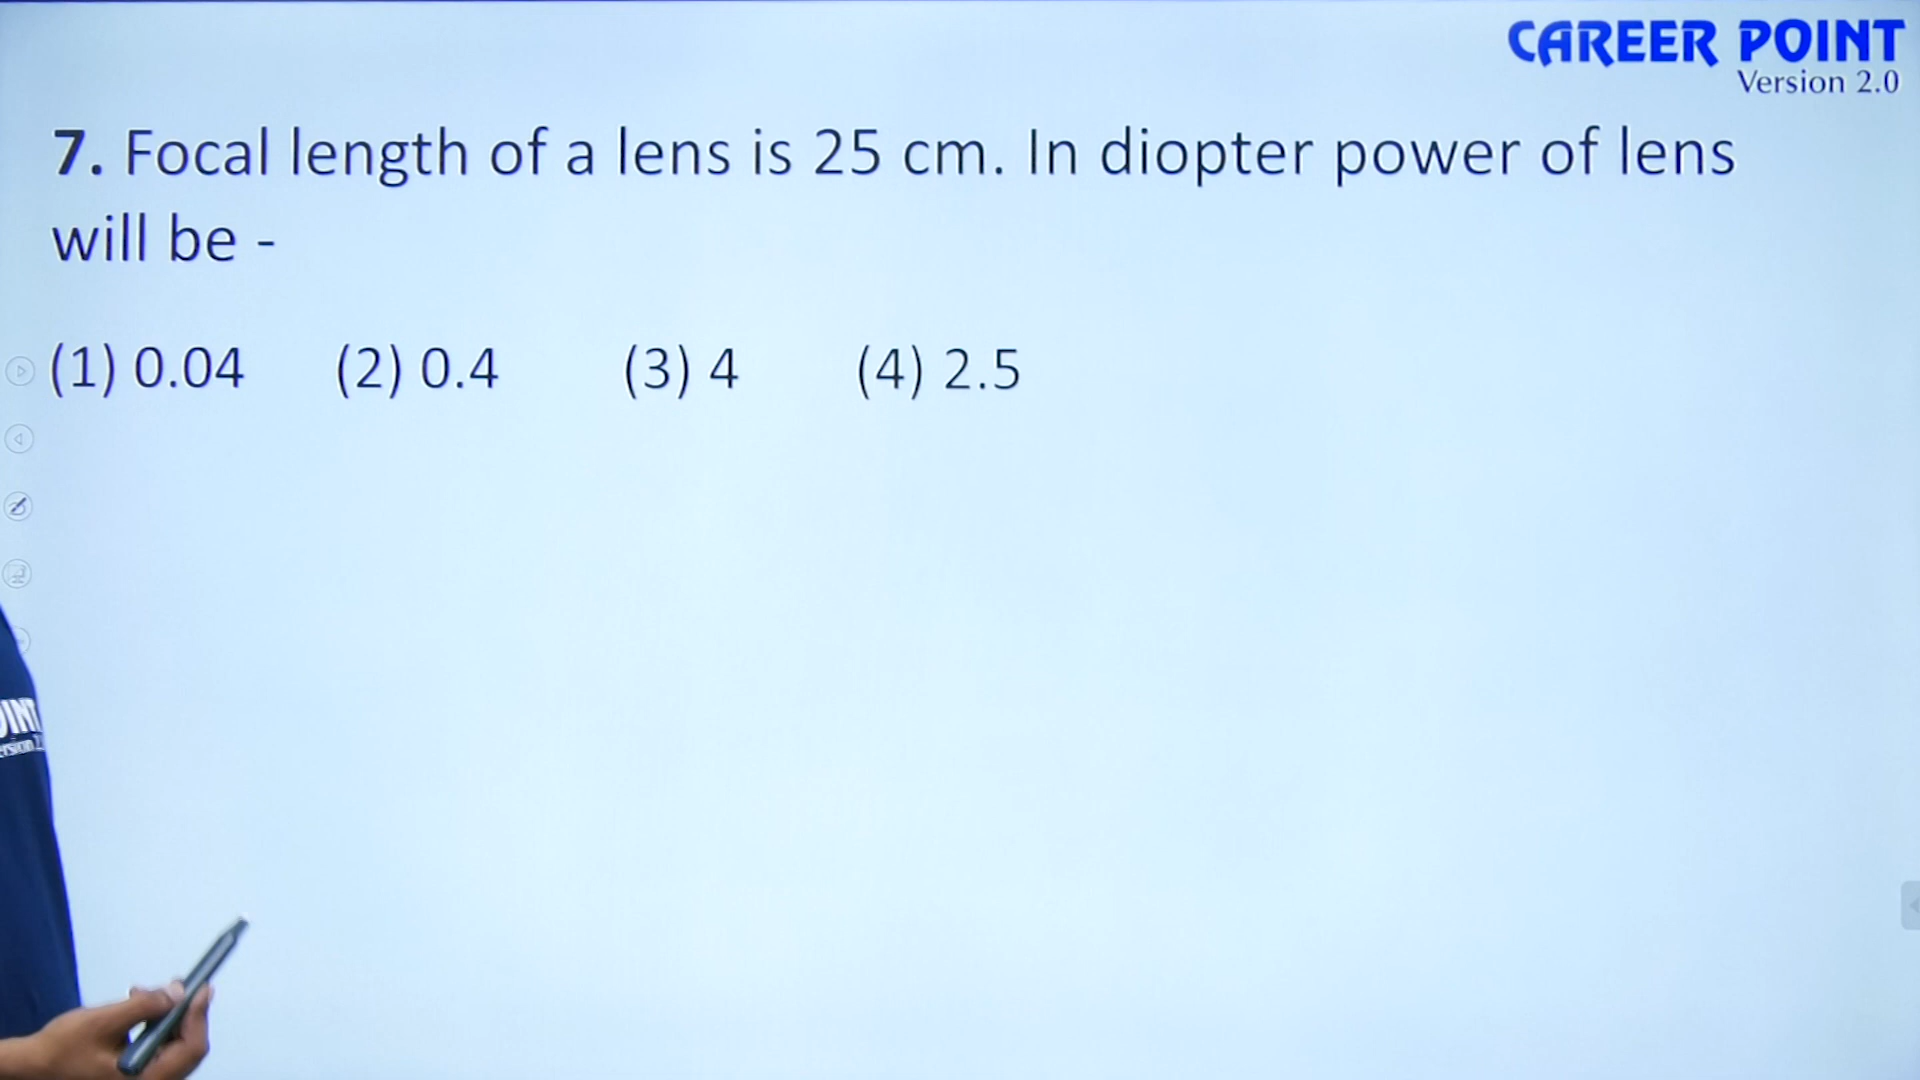 CAREER POINT
Version 2.0
7. Focal length of a lens is 25 cm. In diopter power of lens
will be -
(1) 0.04 (2) 0.4 (3) 4 (4) 2.5